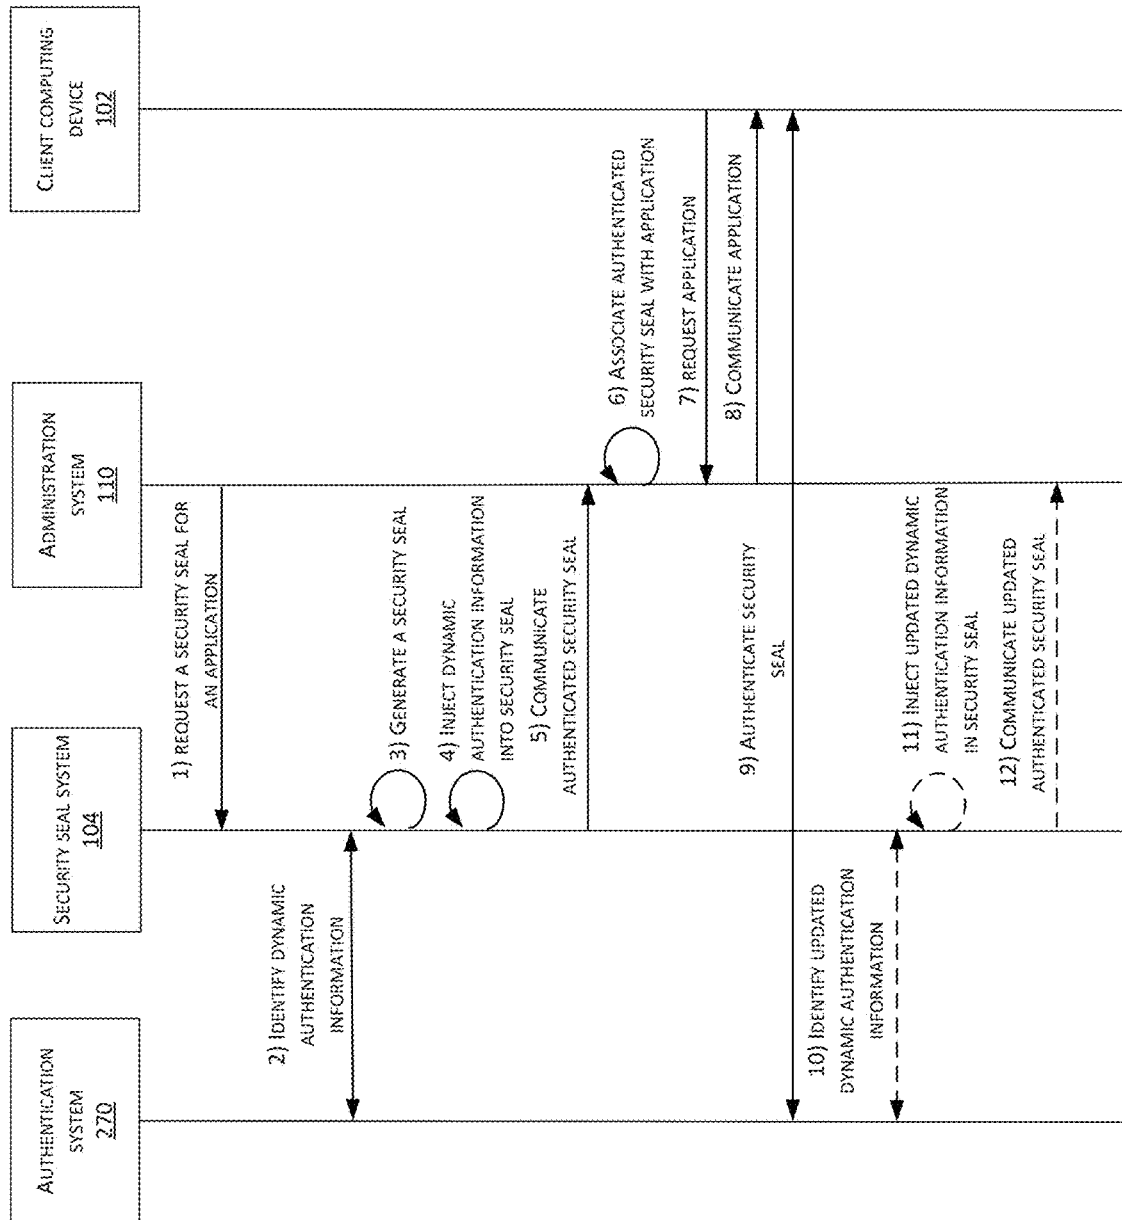 AUTHENTICATION
SYSTEM
270
SECURITY SEAL SYSTEM
104
ADMINISTRATION
SYSTEM
110
CLIENT COMPUTING
DEVICE
102
1) REQUEST A SECURITY SEAL FOR
AN APPLICATION
2) IDENTIFY DYNAMIC
AUTHENTICATION
INFORMATION
3) GENERATE A SECURITY SEAL
4) INJECT DYNAMIC
AUTHENTICATION INFORMATION
INTO SECURITY SEAL
5) COMMUNICATE
AUTHENTICATED SECURITY SEAL
6) ASSOCIATE AUTHENTICATED
SECURITY SEAL WITH APPLICATION
7) REQUEST APPLICATION
8) COMMUNICATE APPLICATION
9) AUTHENTICATE SECURITY
SEAL
10) IDENTIFY UPDATED
DYNAMIC AUTHENTICATION
INFORMATION
11) INJECT UPDATED DYNAMIC
AUTHENTICATION INFORMATION
IN SECURITY SEAL
12) COMMUNICATE UPDATED
AUTHENTICATED SECURITY SEAL